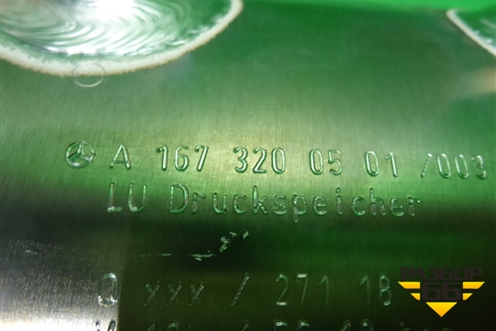 A 167 320 05 01 /003
LU Druckspeicher
Q xxx / 271 18
РАЗБОР
66